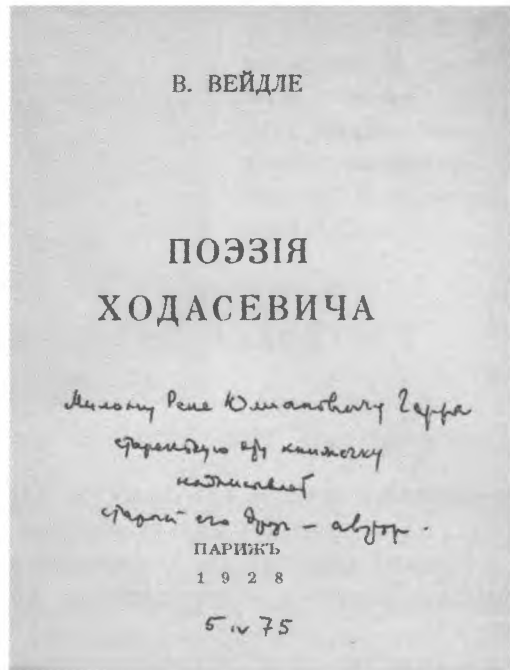 В. ВЕЙДЛЕ
ПОЭЗІЯ
ХОДАСЕВИЧА
Милому Рене Юлиановичу Герра
старенькую эту книжечку
надписывает
старый его друг – автор.
ПАРИЖЪ
1928
5 IV 75